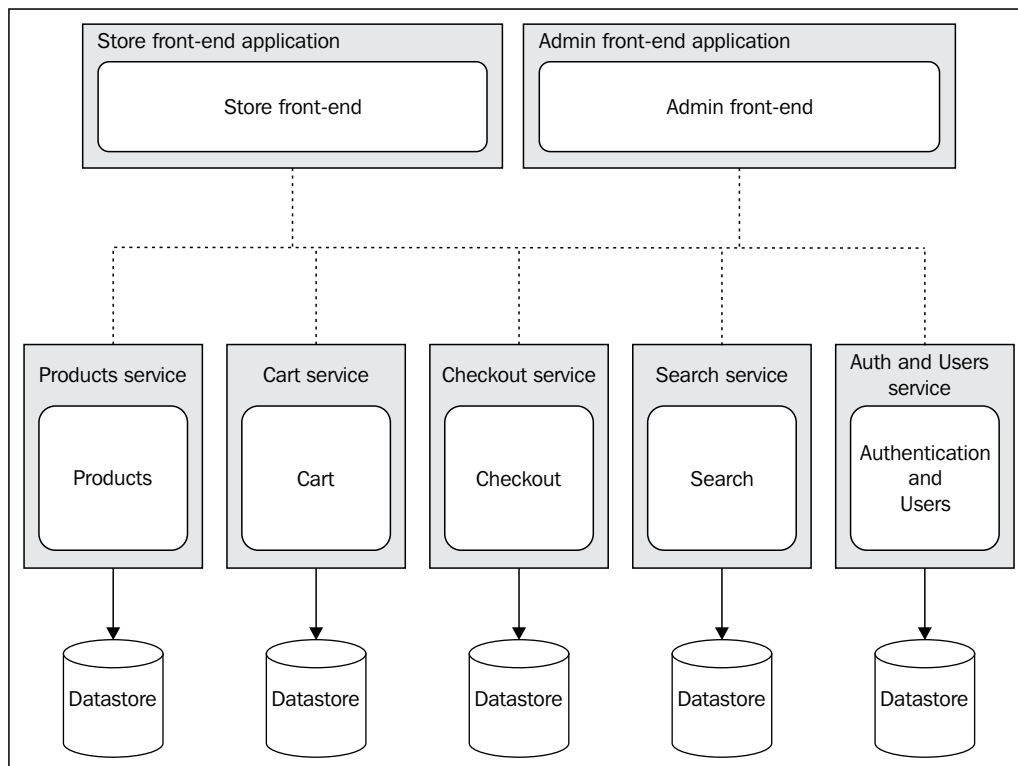 Store front-end application
Admin front-end application
Store front-end
Admin front-end
Products service
Cart service
Checkout service
Search service
Auth and Users
service
Products
Cart
Checkout
Search
Authentication
and
Users
Datastore
Datastore
Datastore
Datastore
Datastore